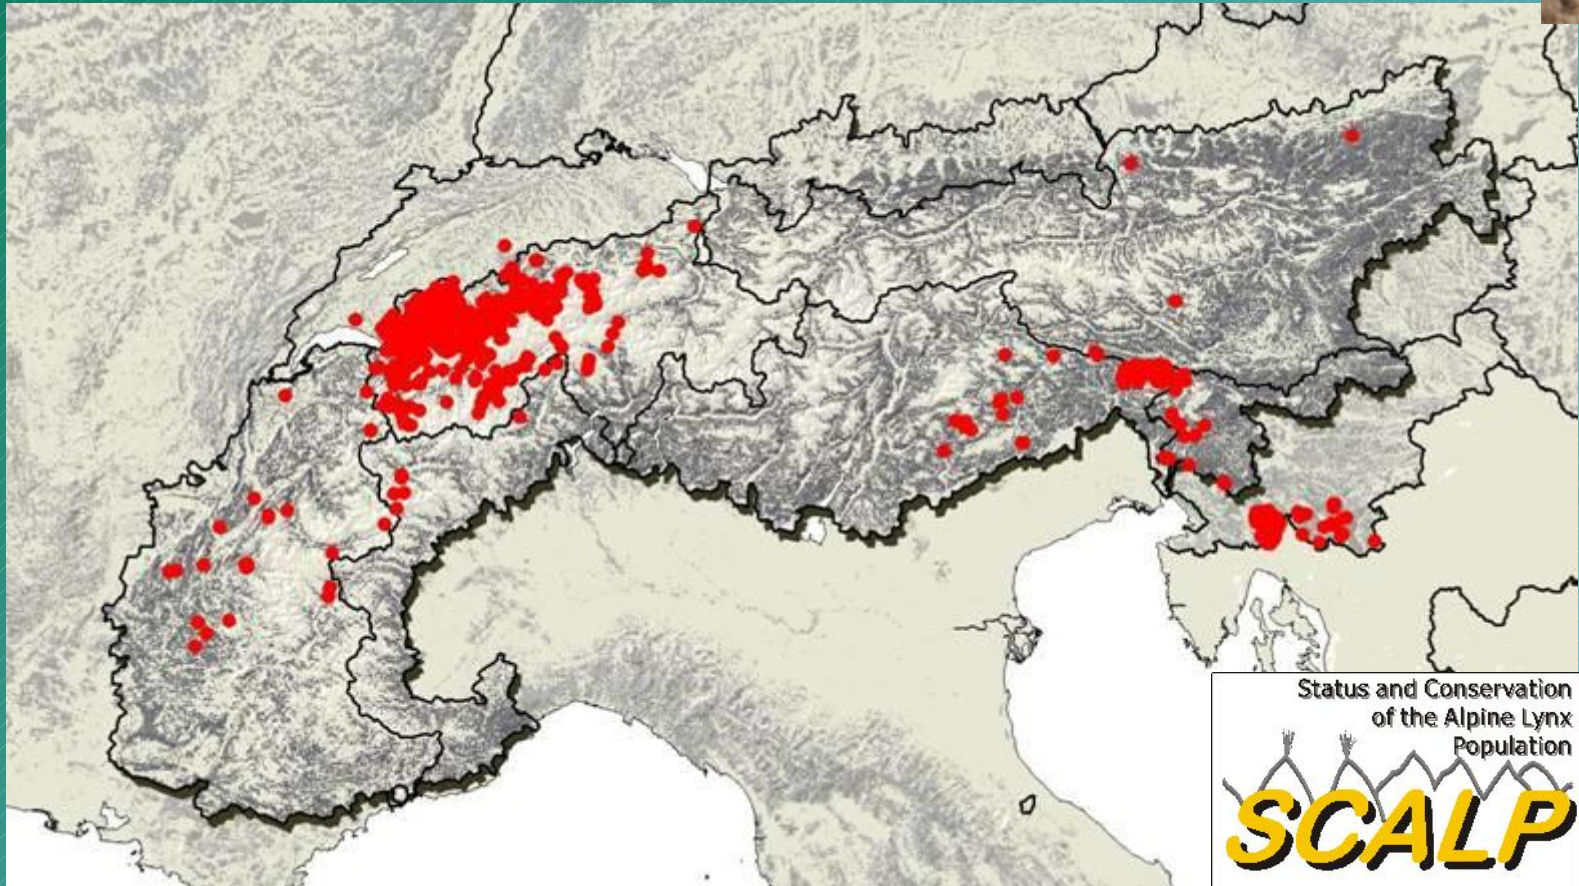 Status and Conservation
of the Alpine Lynx
Population
SCALP